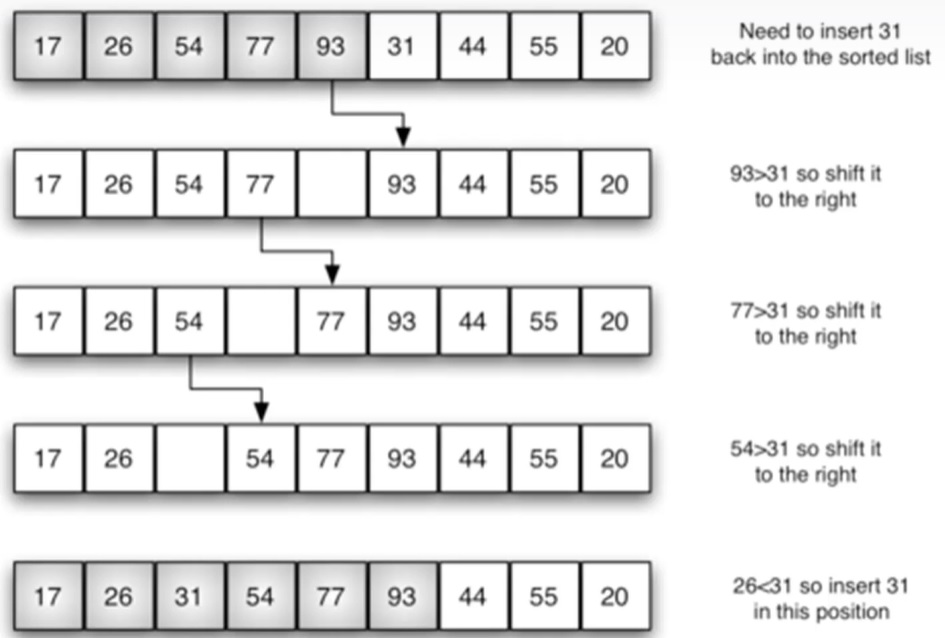 17 26 54 77 93 31 44 55 20
Need to insert 31
back into the sorted list
17 26 54 77 93 44 55 20
93>31 so shift it
to the right
17 26 54 77 93 44 55 20
77>31 so shift it
to the right
17 26 54 77 93 44 55 20
54>31 so shift it
to the right
17 26 31 54 77 93 44 55 20
26<31 so insert 31
in this position